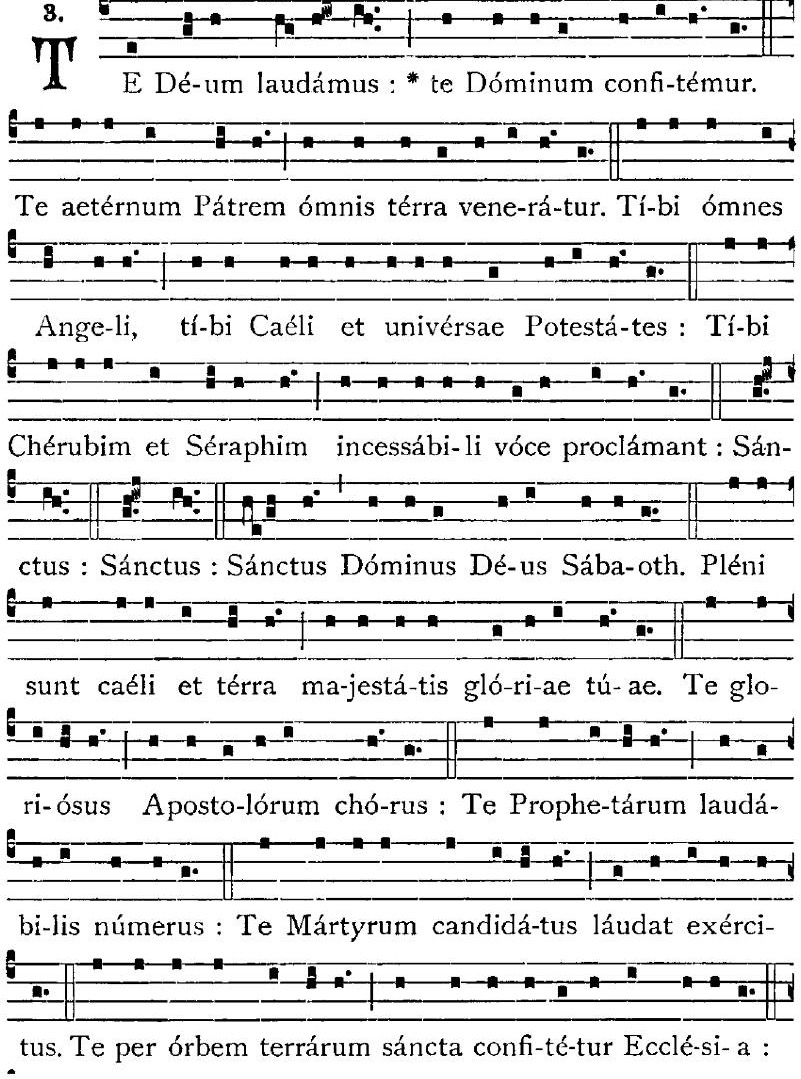 3.
TE Dé-um laudámus : * te Dóminum confi-témur.
Te aetérnum Pátrem ómnis térra vene-rá-tur. Tí-bi ómnes
Ange-li, tí-bi Caéli et univérsae Potestá-tes : Tí-bi
Chérubim et Séraphim incessábi-li vóce proclámant : Sán-
ctus : Sánctus : Sánctus Dóminus Dé-us Sába-oth. Pléni
sunt caéli et térra ma-jestá-tis gló-ri-ae tú-ae. Te glo-
ri-ósus Aposto-lórum chó-rus : Te Prophe-tárum laudá-
bi-lis númerus : Te Mártyrum candidá-tus láudat exérci-
tus. Te per órbem terrárum sáncta confi-té-tur Ecclé-si-a :